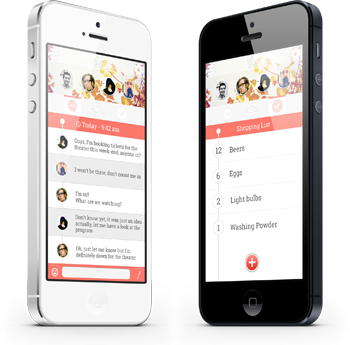 Today - 9:42 am
Guys, I'm booking tickets for the
theater this week-end, anyone in?
I won't be there, don't count me in
I'm in!
What are we watching?
Don't know yet, it was just an idea
actually, let me have a look at the
program
Ok, just let me know but I'm
definitely down for the theater
Shopping List
12 Beers
6 Eggs
2 Light bulbs
1 Washing Powder